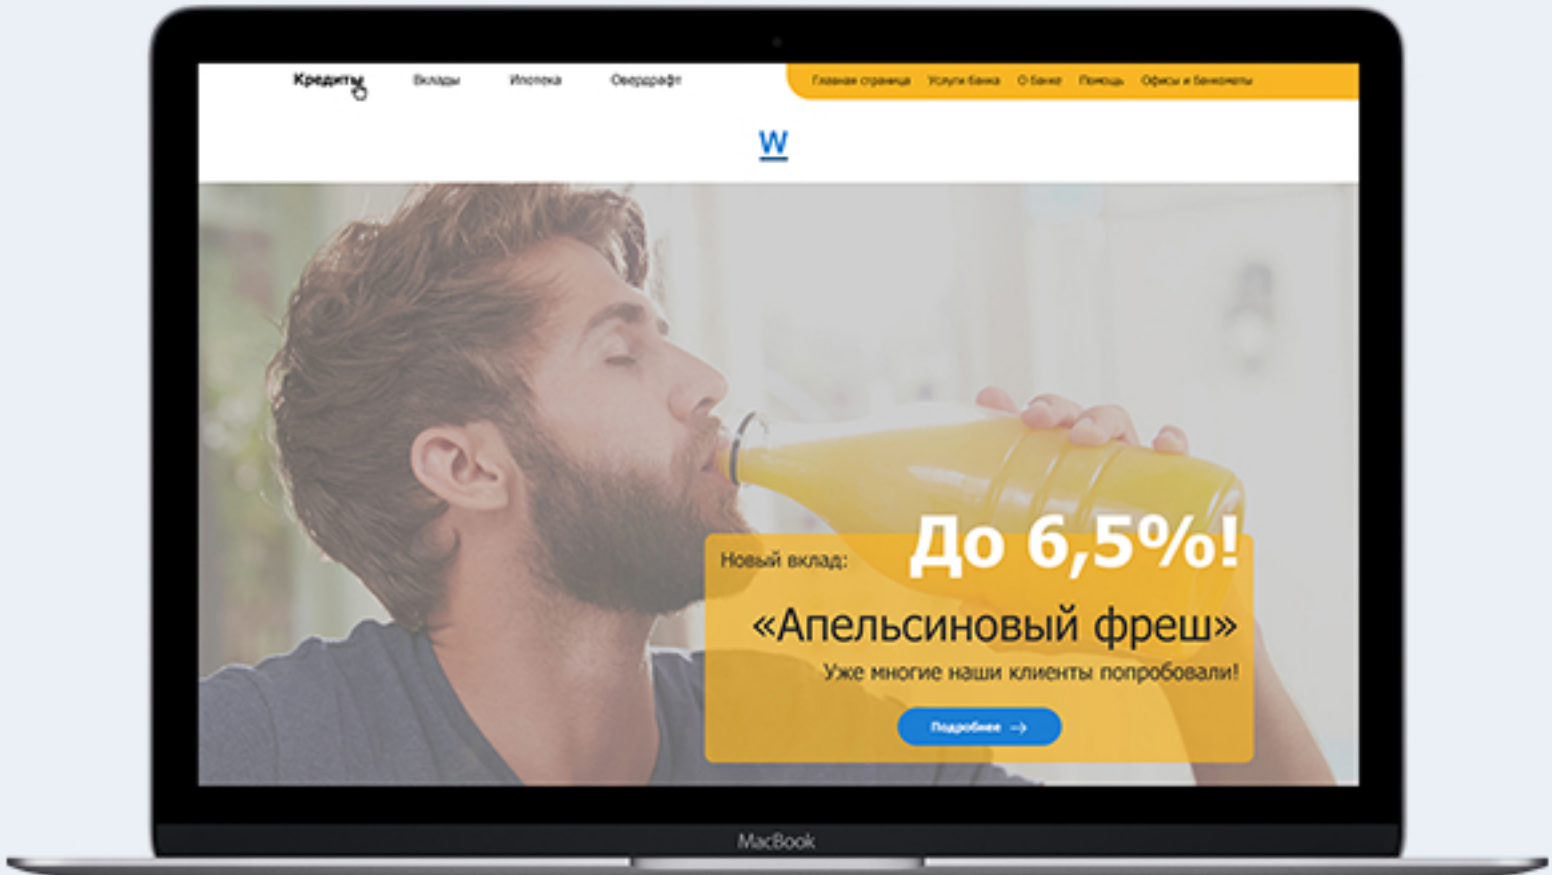 Кредиты Вклады Ипотека Овердрафт Главная страница Услуги банка О банке Помощь Офисы и банкоматы
W
До 6,5%!
Новый вклад:
«Апельсиновый фреш»
Уже многие наши клиенты попробовали!
Подробнее →
MacBook